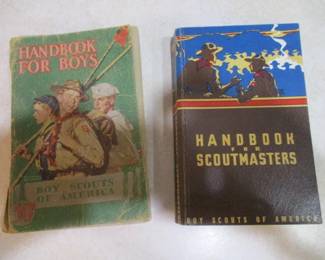 HANDBOOK
FOR BOYS
BOY SCOUTS
OF AMERICA
HANDBOOK
FOR
SCOUTMASTERS
BOY SCOUTS OF AMERICA